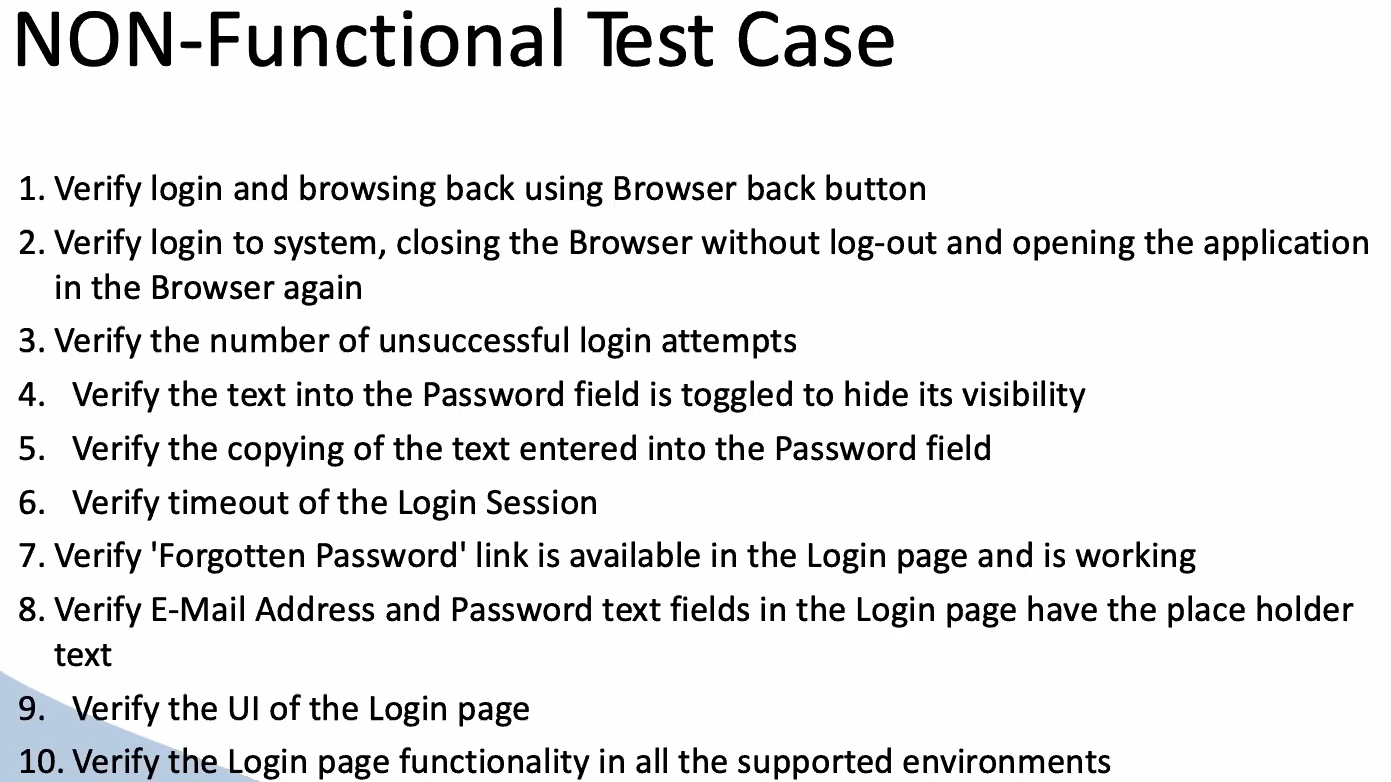 NON-Functional Test Case
1. Verify login and browsing back using Browser back button
2. Verify login to system, closing the Browser without log-out and opening the application
in the Browser again
3. Verify the number of unsuccessful login attempts
4. Verify the text into the Password field is toggled to hide its visibility
5. Verify the copying of the text entered into the Password field
6. Verify timeout of the Login Session
7. Verify 'Forgotten Password' link is available in the Login page and is working
8. Verify E-Mail Address and Password text fields in the Login page have the place holder
text
9. Verify the UI of the Login page
10. Verify the Login page functionality in all the supported environments